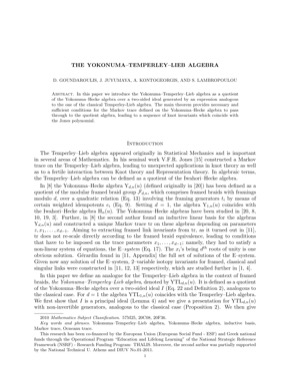 THE YOKONUMA–TEMPERLEY–LIEB ALGEBRA
D. GOUNDAROULIS, J. JUYUMAYA, A. KONTOGEORGIS, AND S. LAMBROPOULOU
Abstract. In this paper we introduce the Yokonuma–Temperley–Lieb algebra as a quotient
of the Yokonuma–Hecke algebra over a two-sided ideal generated by an expression analogous
to the one of the classical Temperley–Lieb algebra. The main theorem provides necessary and
sufficient conditions for the Markov trace defined on the Yokonuma–Hecke algebra to pass
through to the quotient algebra, leading to a sequence of knot invariants which coincide with
the Jones polynomial.
Introduction
The Temperley–Lieb algebra appeared originally in Statistical Mechanics and is important
in several areas of Mathematics. In his seminal work V.F.R. Jones [15] constructed a Markov
trace on the Temperley–Lieb algebra, leading to unexpected applications in knot theory as well
as to a fertile interaction between Knot theory and Representation theory. In algebraic terms,
the Temperley–Lieb algebra can be defined as a quotient of the Iwahori–Hecke algebra.
In [8] the Yokonuma–Hecke algebra Y_{d,n}(u) (defined originally in [20]) has been defined as a
quotient of the modular framed braid group F_{d,n}, which comprises framed braids with framings
modulo d, over a quadratic relation (Eq. 13) involving the framing generators t_i by means of
certain weighted idempotents e_i (Eq. 9). Setting d = 1, the algebra Y_{1,n}(u) coincides with
the Iwahori–Hecke algebra H_n(u). The Yokonuma–Hecke algebras have been studied in [20, 8,
10, 19, 3]. Further, in [8] the second author found an inductive linear basis for the algebras
Y_{d,n}(u) and constructed a unique Markov trace tr on these algebras depending on parameters
z, x_1, . . . , x_{d−1}. Aiming to extracting framed link invariants from tr, as it turned out in [11],
tr does not re-scale directly according to the framed braid equivalence, leading to conditions
that have to be imposed on the trace parameters x_1, . . . , x_{d−1}; namely, they had to satisfy a
non-linear system of equations, the E–system (Eq. 17). The x_i's being d^{th} roots of unity is one
obvious solution. Gérardin found in [11, Appendix] the full set of solutions of the E–system.
Given now any solution of the E–system, 2–variable isotopy invariants for framed, classical and
singular links were constructed in [11, 12, 13] respectively, which are studied further in [1, 4].
In this paper we define an analogue for the Temperley–Lieb algebra in the context of framed
braids, the Yokonuma–Temperley–Lieb algebra, denoted by YTL_{d,n}(u). It is defined as a quotient
of the Yokonuma–Hecke algebra over a two-sided ideal I (Eq. 22 and Definition 2), analogous to
the classical case. For d = 1 the algebra YTL_{1,n}(u) coincides with the Temperley–Lieb algebra.
We first show that I is a principal ideal (Lemma 4) and we give a presentation for YTL_{d,n}(u)
with non-invertible generators, analogous to the classical case (Proposition 2). We then give
2010 Mathematics Subject Classification. 57M25, 20C08, 20F36.
Key words and phrases. Yokonuma–Temperley–Lieb algebra, Yokonuma–Hecke algebra, inductive basis,
Markov trace, Ocneanu trace.
This research has been co-financed by the European Union (European Social Fund - ESF) and Greek national
funds through the Operational Program "Education and Lifelong Learning" of the National Strategic Reference
Framework (NSRF) - Research Funding Program: THALIS. Moreover, the second author was partially supported
by the National Technical U. Athens and DIUV No.01-2011.
1